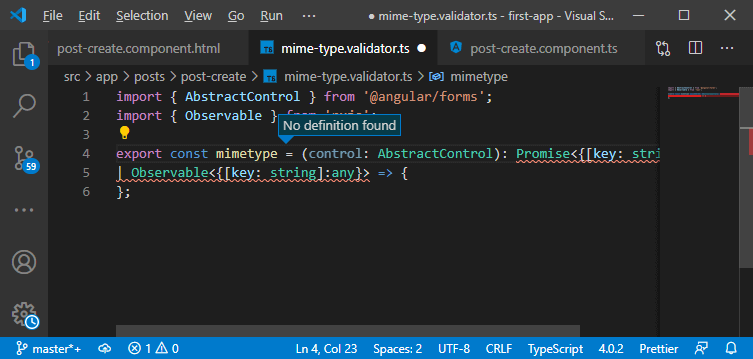 File Edit Selection View Go Run ··· ● mime-type.validator.ts - first-app - Visual S...
post-create.component.html TS mime-type.validator.ts ● post-create.component.ts ···
src > app > posts > post-create > TS mime-type.validator.ts > mimetype
1 import { AbstractControl } from '@angular/forms';
2 import { Observable }
No definition found
3
4 export const mimetype = (control: AbstractControl): Promise<{[key: stri
5 | Observable<{[key: string]:any}> => {
6 };
1
59
master*+ 1 0 Ln 4, Col 23 Spaces: 2 UTF-8 CRLF TypeScript 4.0.2 Prettier